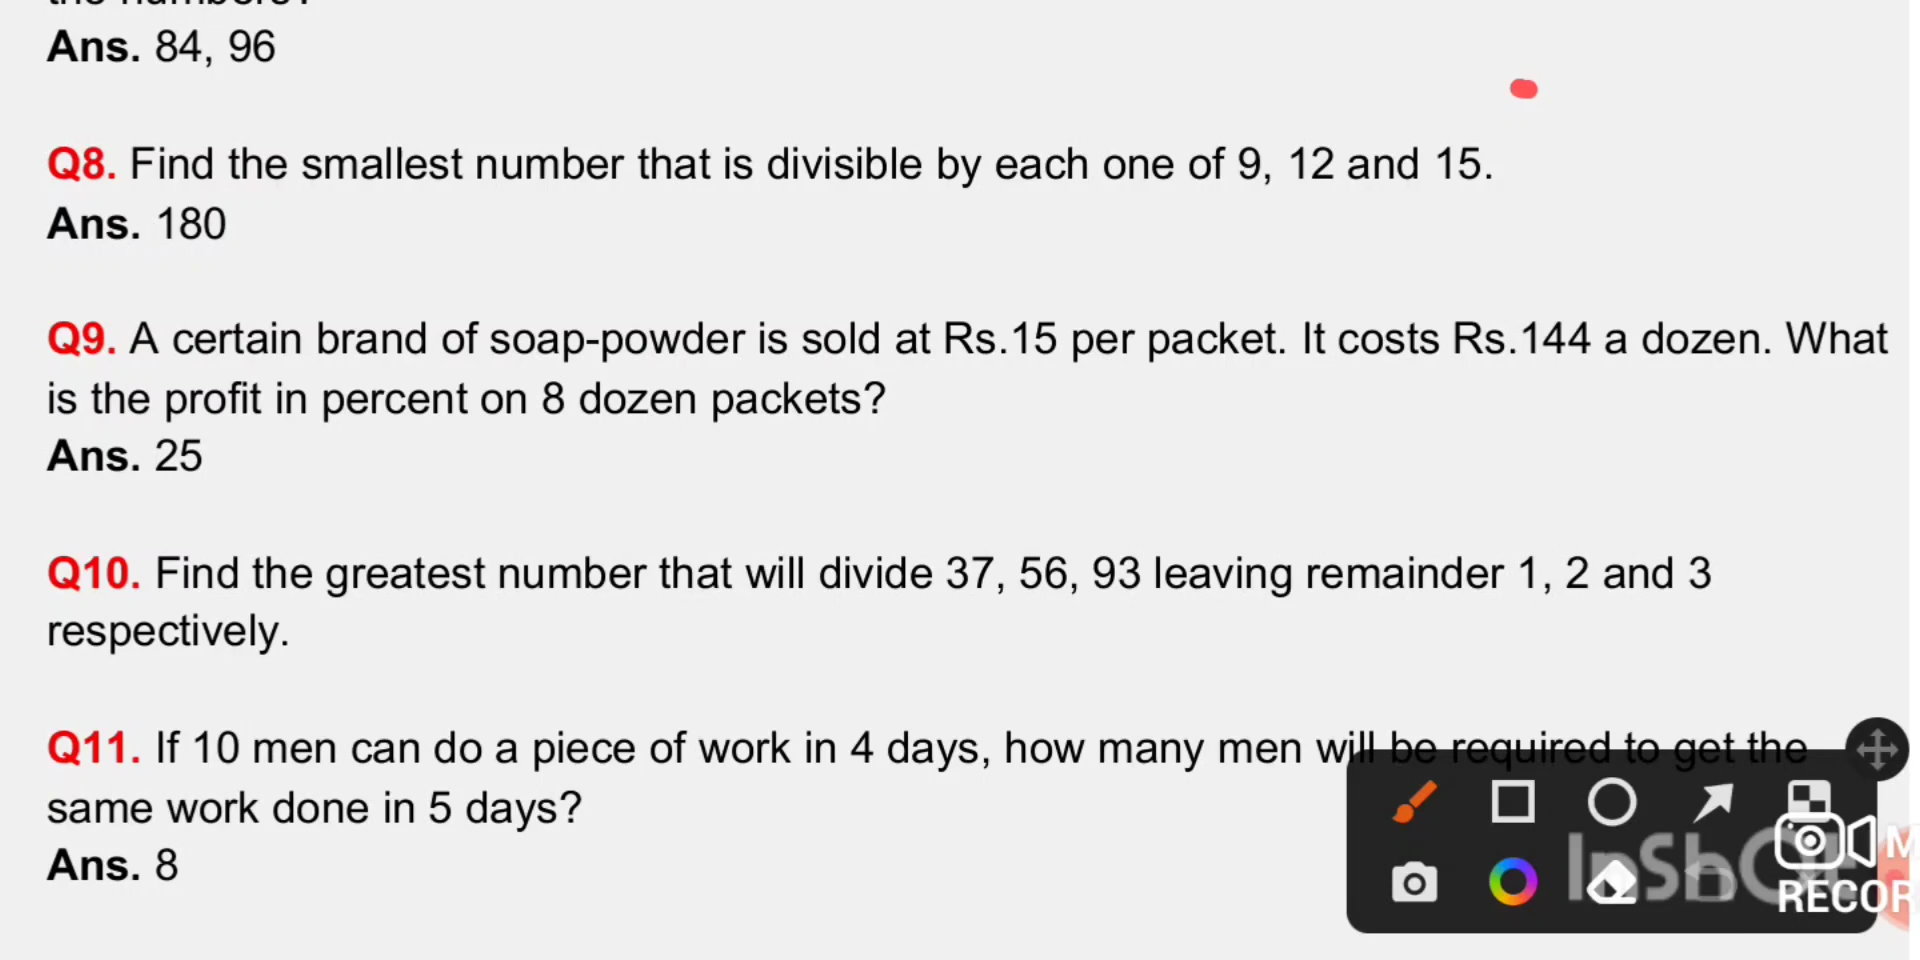 the numbers?
Ans. 84, 96
Q8. Find the smallest number that is divisible by each one of 9, 12 and 15.
Ans. 180
Q9. A certain brand of soap-powder is sold at Rs.15 per packet. It costs Rs.144 a dozen. What
is the profit in percent on 8 dozen packets?
Ans. 25
Q10. Find the greatest number that will divide 37, 56, 93 leaving remainder 1, 2 and 3
respectively.
Q11. If 10 men can do a piece of work in 4 days, how many men will be required to get the
same work done in 5 days?
Ans. 8
InSh
RECOR